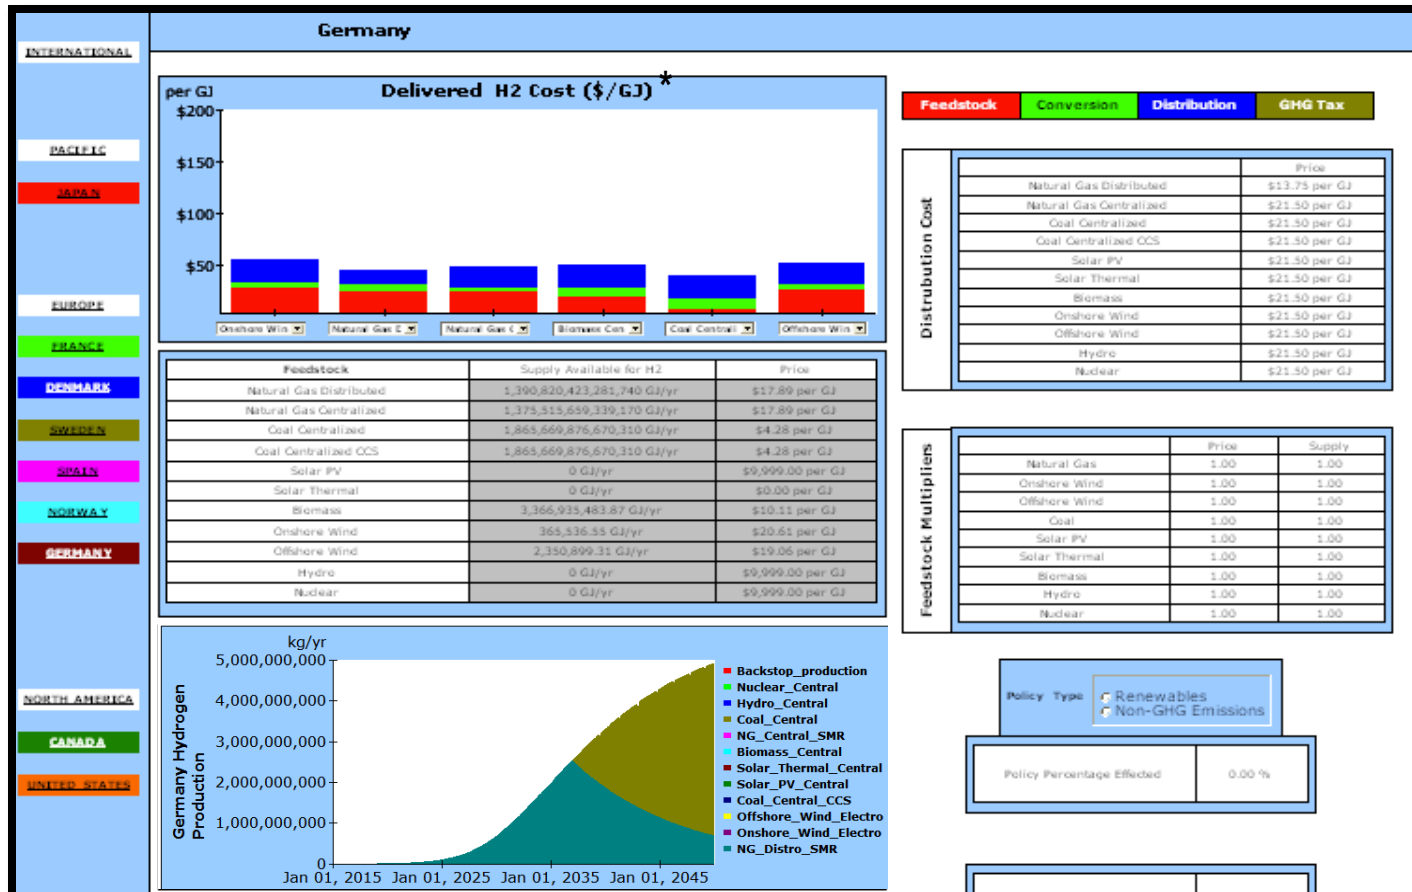 Germany
INTERNATIONAL
PACIFIC
JAPAN
EUROPE
FRANCE
DENMARK
SWEDEN
SPAIN
NORWAY
GERMANY
NORTH AMERICA
CANADA
UNITED STATES
per GJ
Delivered H2 Cost ($/GJ) *
$200
$150
$100
$50
Onshore Win
Natural Gas
Natural Gas
Biomass Cen
Coal Centrali
Offshore Win
Feedstock Supply Available for H2 Price
Natural Gas Distributed 1,390,820,423,281,740 GJ/yr $17.89 per GJ
Natural Gas Centralized 1,375,515,659,339,170 GJ/yr $17.89 per GJ
Coal Centralized 1,865,669,876,670,310 GJ/yr $4.28 per GJ
Coal Centralized CCS 1,865,669,876,670,310 GJ/yr $4.28 per GJ
Solar PV 0 GJ/yr $9,999.00 per GJ
Solar Thermal 0 GJ/yr $0.00 per GJ
Biomass 3,366,935,483.87 GJ/yr $10.11 per GJ
Onshore Wind 365,536.55 GJ/yr $20.61 per GJ
Offshore Wind 2,350,899.31 GJ/yr $19.06 per GJ
Hydro 0 GJ/yr $9,999.00 per GJ
Nuclear 0 GJ/yr $9,999.00 per GJ
kg/yr
5,000,000,000
4,000,000,000
3,000,000,000
2,000,000,000
1,000,000,000
0
Germany Hydrogen
Production
Jan 01, 2015 Jan 01, 2025 Jan 01, 2035 Jan 01, 2045
Backstop_production
Nuclear_Central
Hydro_Central
Coal_Central
NG_Central_SMR
Biomass_Central
Solar_Thermal_Central
Solar_PV_Central
Coal_Central_CCS
Offshore_Wind_Electro
Onshore_Wind_Electro
NG_Distro_SMR
Feedstock Conversion Distribution GHG Tax
Distrubution Cost
Price
Natural Gas Distributed $13.75 per GJ
Natural Gas Centralized $21.50 per GJ
Coal Centralized $21.50 per GJ
Coal Centralized CCS $21.50 per GJ
Solar PV $21.50 per GJ
Solar Thermal $21.50 per GJ
Biomass $21.50 per GJ
Onshore Wind $21.50 per GJ
Offshore Wind $21.50 per GJ
Hydro $21.50 per GJ
Nuclear $21.50 per GJ
Feedstock Multipliers
Price Supply
Natural Gas 1.00 1.00
Onshore Wind 1.00 1.00
Offshore Wind 1.00 1.00
Coal 1.00 1.00
Solar PV 1.00 1.00
Solar Thermal 1.00 1.00
Biomass 1.00 1.00
Hydro 1.00 1.00
Nuclear 1.00 1.00
Policy Type
Renewables
Non-GHG Emissions
Policy Percentage Effected 0.00 %